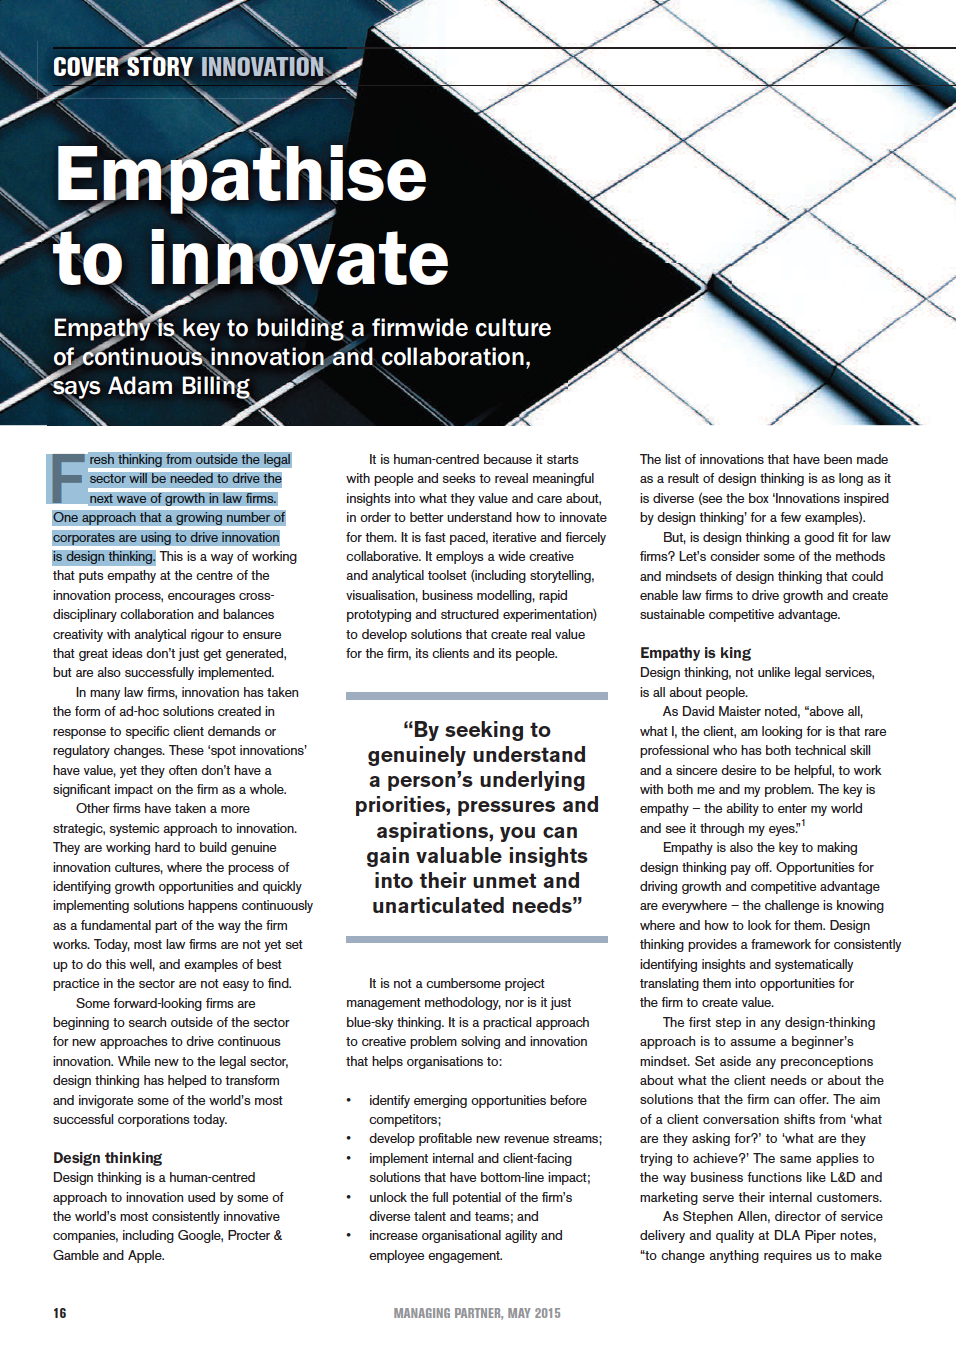 COVER STORY INNOVATION
Empathise
to innovate
Empathy is key to building a firmwide culture
of continuous innovation and collaboration,
says Adam Billing
Fresh thinking from outside the legal
sector will be needed to drive the
next wave of growth in law firms.
One approach that a growing number of
corporates are using to drive innovation
is design thinking. This is a way of working
that puts empathy at the centre of the
innovation process, encourages cross-
disciplinary collaboration and balances
creativity with analytical rigour to ensure
that great ideas don't just get generated,
but are also successfully implemented.
In many law firms, innovation has taken
the form of ad-hoc solutions created in
response to specific client demands or
regulatory changes. These 'spot innovations'
have value, yet they often don't have a
significant impact on the firm as a whole.
Other firms have taken a more
strategic, systemic approach to innovation.
They are working hard to build genuine
innovation cultures, where the process of
identifying growth opportunities and quickly
implementing solutions happens continuously
as a fundamental part of the way the firm
works. Today, most law firms are not yet set
up to do this well, and examples of best
practice in the sector are not easy to find.
Some forward-looking firms are
beginning to search outside of the sector
for new approaches to drive continuous
innovation. While new to the legal sector,
design thinking has helped to transform
and invigorate some of the world's most
successful corporations today.
Design thinking
Design thinking is a human-centred
approach to innovation used by some of
the world's most consistently innovative
companies, including Google, Procter &
Gamble and Apple.
It is human-centred because it starts
with people and seeks to reveal meaningful
insights into what they value and care about,
in order to better understand how to innovate
for them. It is fast paced, iterative and fiercely
collaborative. It employs a wide creative
and analytical toolset (including storytelling,
visualisation, business modelling, rapid
prototyping and structured experimentation)
to develop solutions that create real value
for the firm, its clients and its people.
"By seeking to
genuinely understand
a person's underlying
priorities, pressures and
aspirations, you can
gain valuable insights
into their unmet and
unarticulated needs"
It is not a cumbersome project
management methodology, nor is it just
blue-sky thinking. It is a practical approach
to creative problem solving and innovation
that helps organisations to:
• identify emerging opportunities before
competitors;
• develop profitable new revenue streams;
• implement internal and client-facing
solutions that have bottom-line impact;
• unlock the full potential of the firm's
diverse talent and teams; and
• increase organisational agility and
employee engagement.
The list of innovations that have been made
as a result of design thinking is as long as it
is diverse (see the box 'Innovations inspired
by design thinking' for a few examples).
But, is design thinking a good fit for law
firms? Let's consider some of the methods
and mindsets of design thinking that could
enable law firms to drive growth and create
sustainable competitive advantage.
Empathy is king
Design thinking, not unlike legal services,
is all about people.
As David Maister noted, "above all,
what I, the client, am looking for is that rare
professional who has both technical skill
and a sincere desire to be helpful, to work
with both me and my problem. The key is
empathy – the ability to enter my world
and see it through my eyes."1
Empathy is also the key to making
design thinking pay off. Opportunities for
driving growth and competitive advantage
are everywhere – the challenge is knowing
where and how to look for them. Design
thinking provides a framework for consistently
identifying insights and systematically
translating them into opportunities for
the firm to create value.
The first step in any design-thinking
approach is to assume a beginner's
mindset. Set aside any preconceptions
about what the client needs or about the
solutions that the firm can offer. The aim
of a client conversation shifts from 'what
are they asking for?' to 'what are they
trying to achieve?' The same applies to
the way business functions like L&D and
marketing serve their internal customers.
As Stephen Allen, director of service
delivery and quality at DLA Piper notes,
"to change anything requires us to make
16
MANAGING PARTNER, MAY 2015